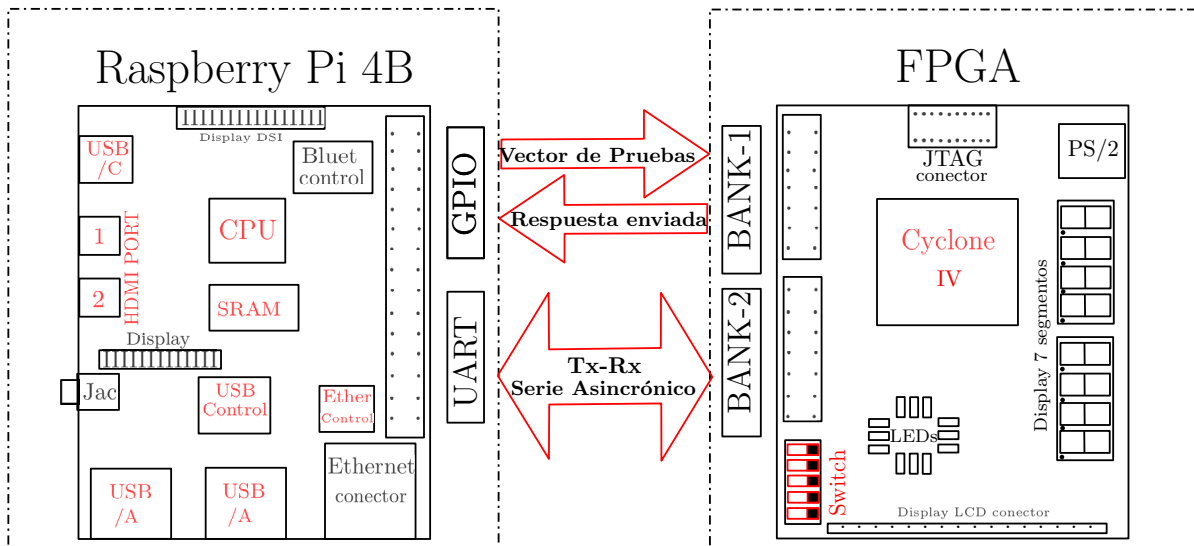 Raspberry Pi 4B
Display DSI
USB
/C
Bluet
control
CPU
1
2
HDMI PORT
SRAM
Display
Jac
USB
Control
Ether
Control
USB
/A
USB
/A
Ethernet
conector
GPIO
UART
Vector de Pruebas
Respuesta enviada
Tx-Rx
Serie Asincrónico
FPGA
BANK-1
BANK-2
JTAG
conector
PS/2
Cyclone
IV
Display 7 segmentos
LEDs
Switch
Display LCD conector